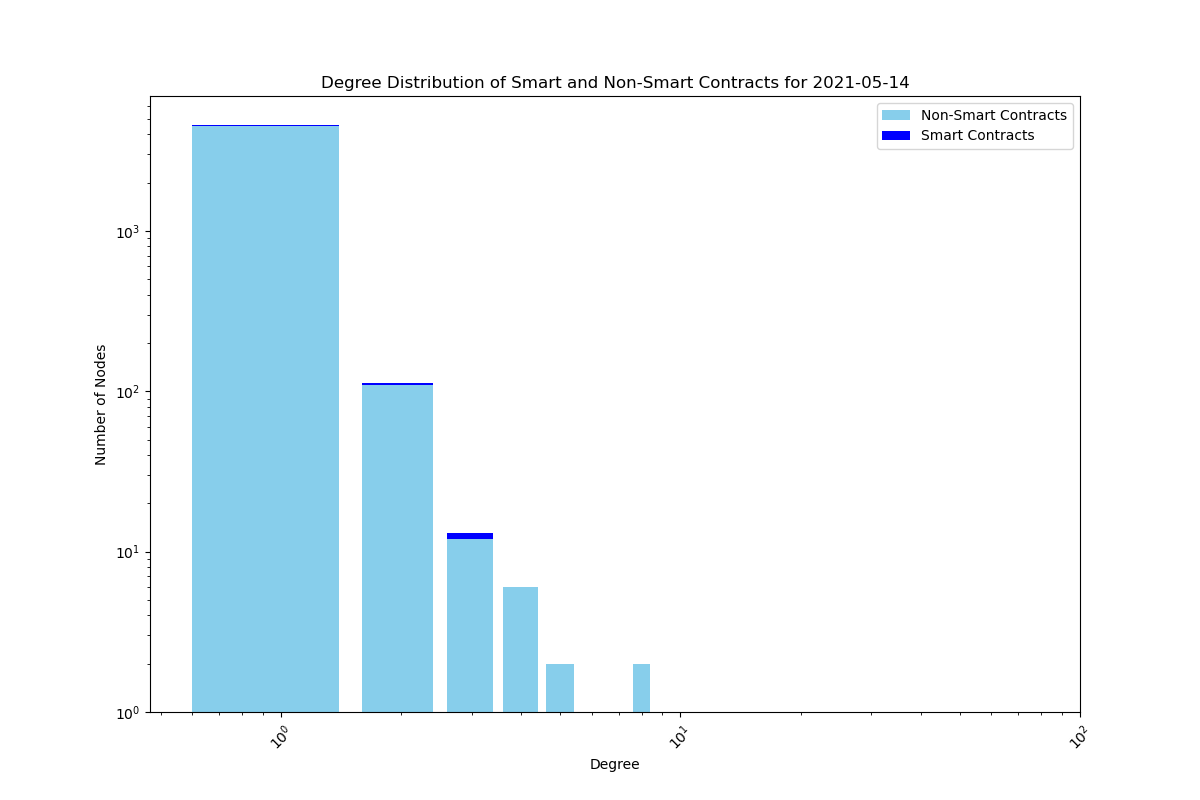 Degree Distribution of Smart and Non-Smart Contracts for 2021-05-14
Non-Smart Contracts
Smart Contracts
Number of Nodes
10³
10²
10¹
10⁰
10⁰
10¹
10²
Degree